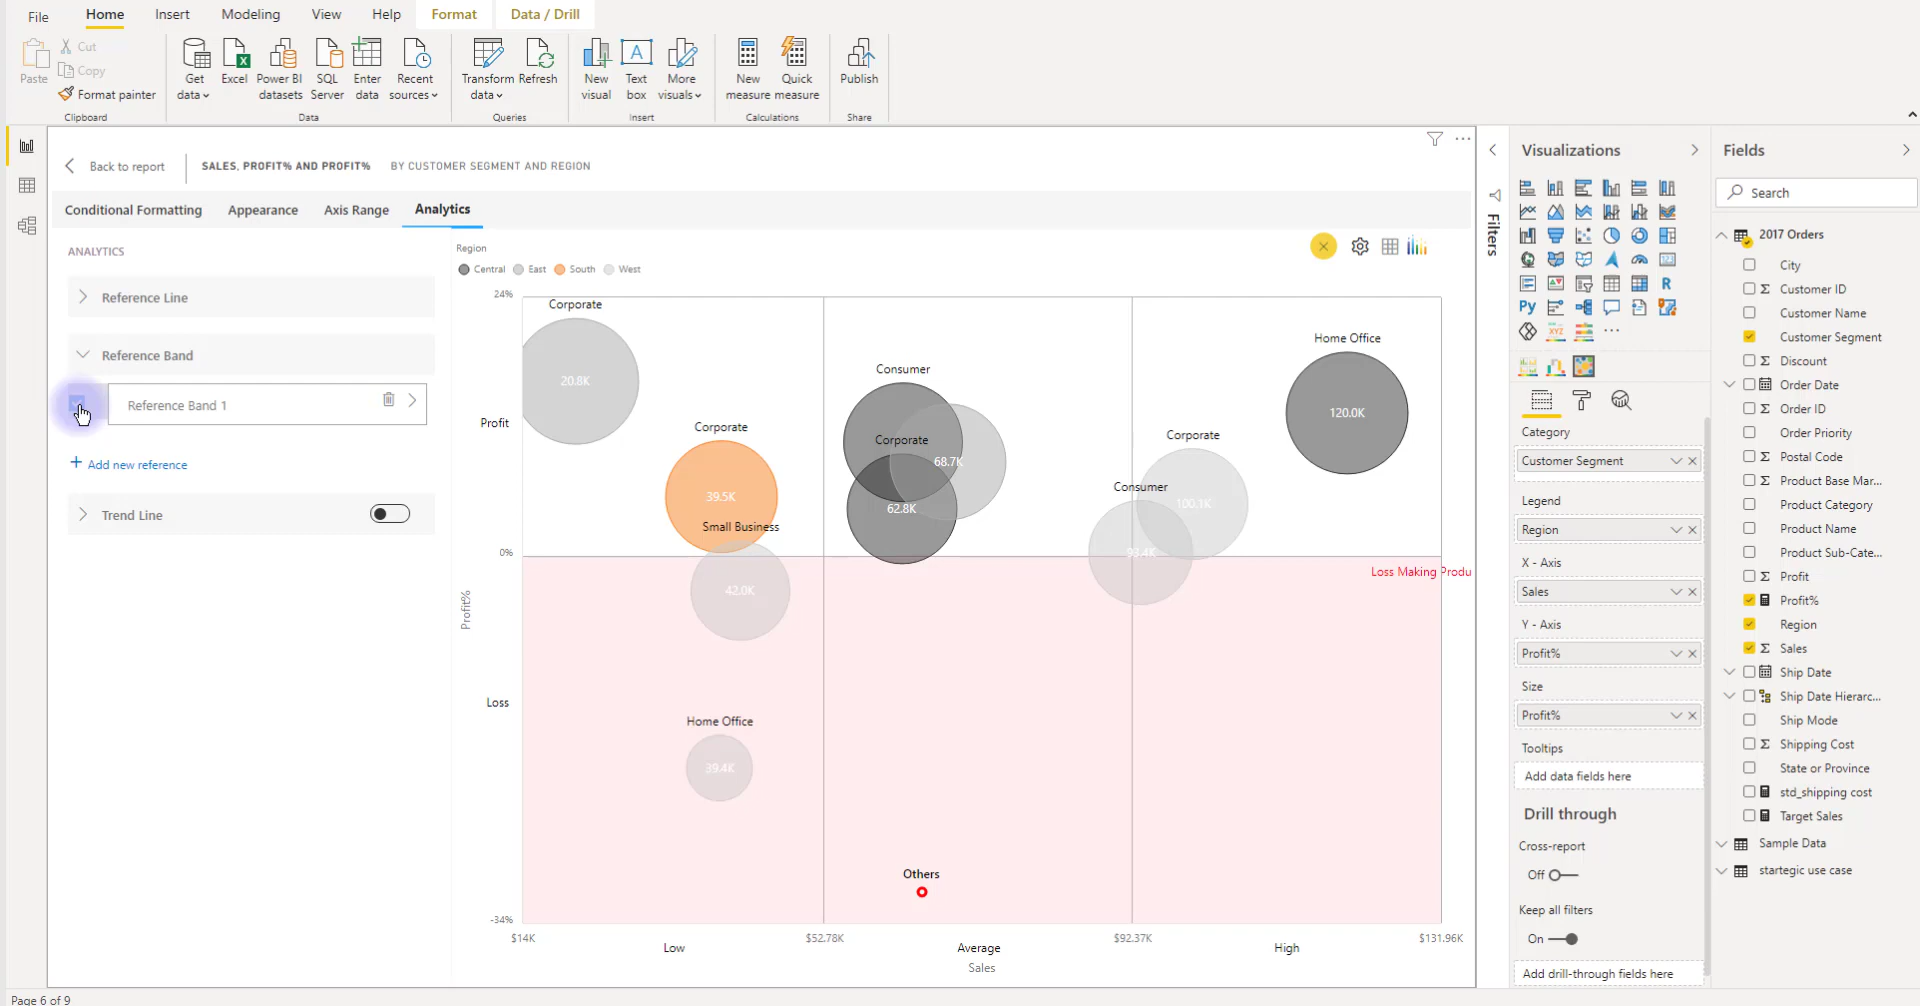 File
Home
Insert
Modeling
View
Help
Format
Data / Drill
Paste
Cut
Copy
Format painter
Clipboard
Get data
Excel
Power BI datasets
SQL Server
Enter data
Recent sources
Data
Transform data
Refresh
Queries
New visual
Text box
More visuals
Insert
New measure
Quick measure
Calculations
Publish
Share
Back to report
SALES, PROFIT% AND PROFIT%
BY CUSTOMER SEGMENT AND REGION
Conditional Formatting
Appearance
Axis Range
Analytics
ANALYTICS
Reference Line
Reference Band
Reference Band 1
+ Add new reference
Trend Line
Region
Central
East
South
West
24%
Corporate
20.8K
Home Office
120.0K
Consumer
Profit
Corporate
Corporate
68.7K
Corporate
39.5K
62.8K
Consumer
100.1K
Small Business
0%
93.4K
Loss Making Produ
42.0K
Profit%
Loss
Home Office
39.4K
Others
-34%
$14K
$52.78K
$92.37K
$131.96K
Low
Average
High
Sales
Filters
Visualizations
R
Py
XYZ
Category
Customer Segment
Legend
Region
X - Axis
Sales
Y - Axis
Profit%
Size
Profit%
Tooltips
Add data fields here
Drill through
Cross-report
Off
Keep all filters
On
Add drill-through fields here
Fields
Search
2017 Orders
City
Σ Customer ID
Customer Name
Customer Segment
Σ Discount
Order Date
Σ Order ID
Order Priority
Σ Postal Code
Σ Product Base Mar...
Product Category
Product Name
Product Sub-Cate...
Σ Profit
Profit%
Region
Σ Sales
Ship Date
Ship Date Hierarc...
Ship Mode
Σ Shipping Cost
State or Province
std_shipping cost
Target Sales
Sample Data
startegic use case
Page 6 of 9